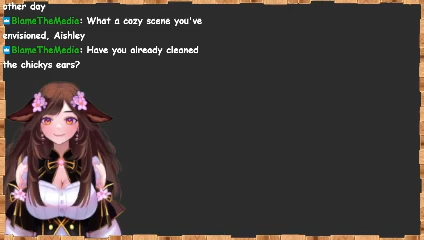 other day
BlameTheMedia: What a cozy scene you've
envisioned, Aishley
BlameTheMedia: Have you already cleaned
the chickys ears?